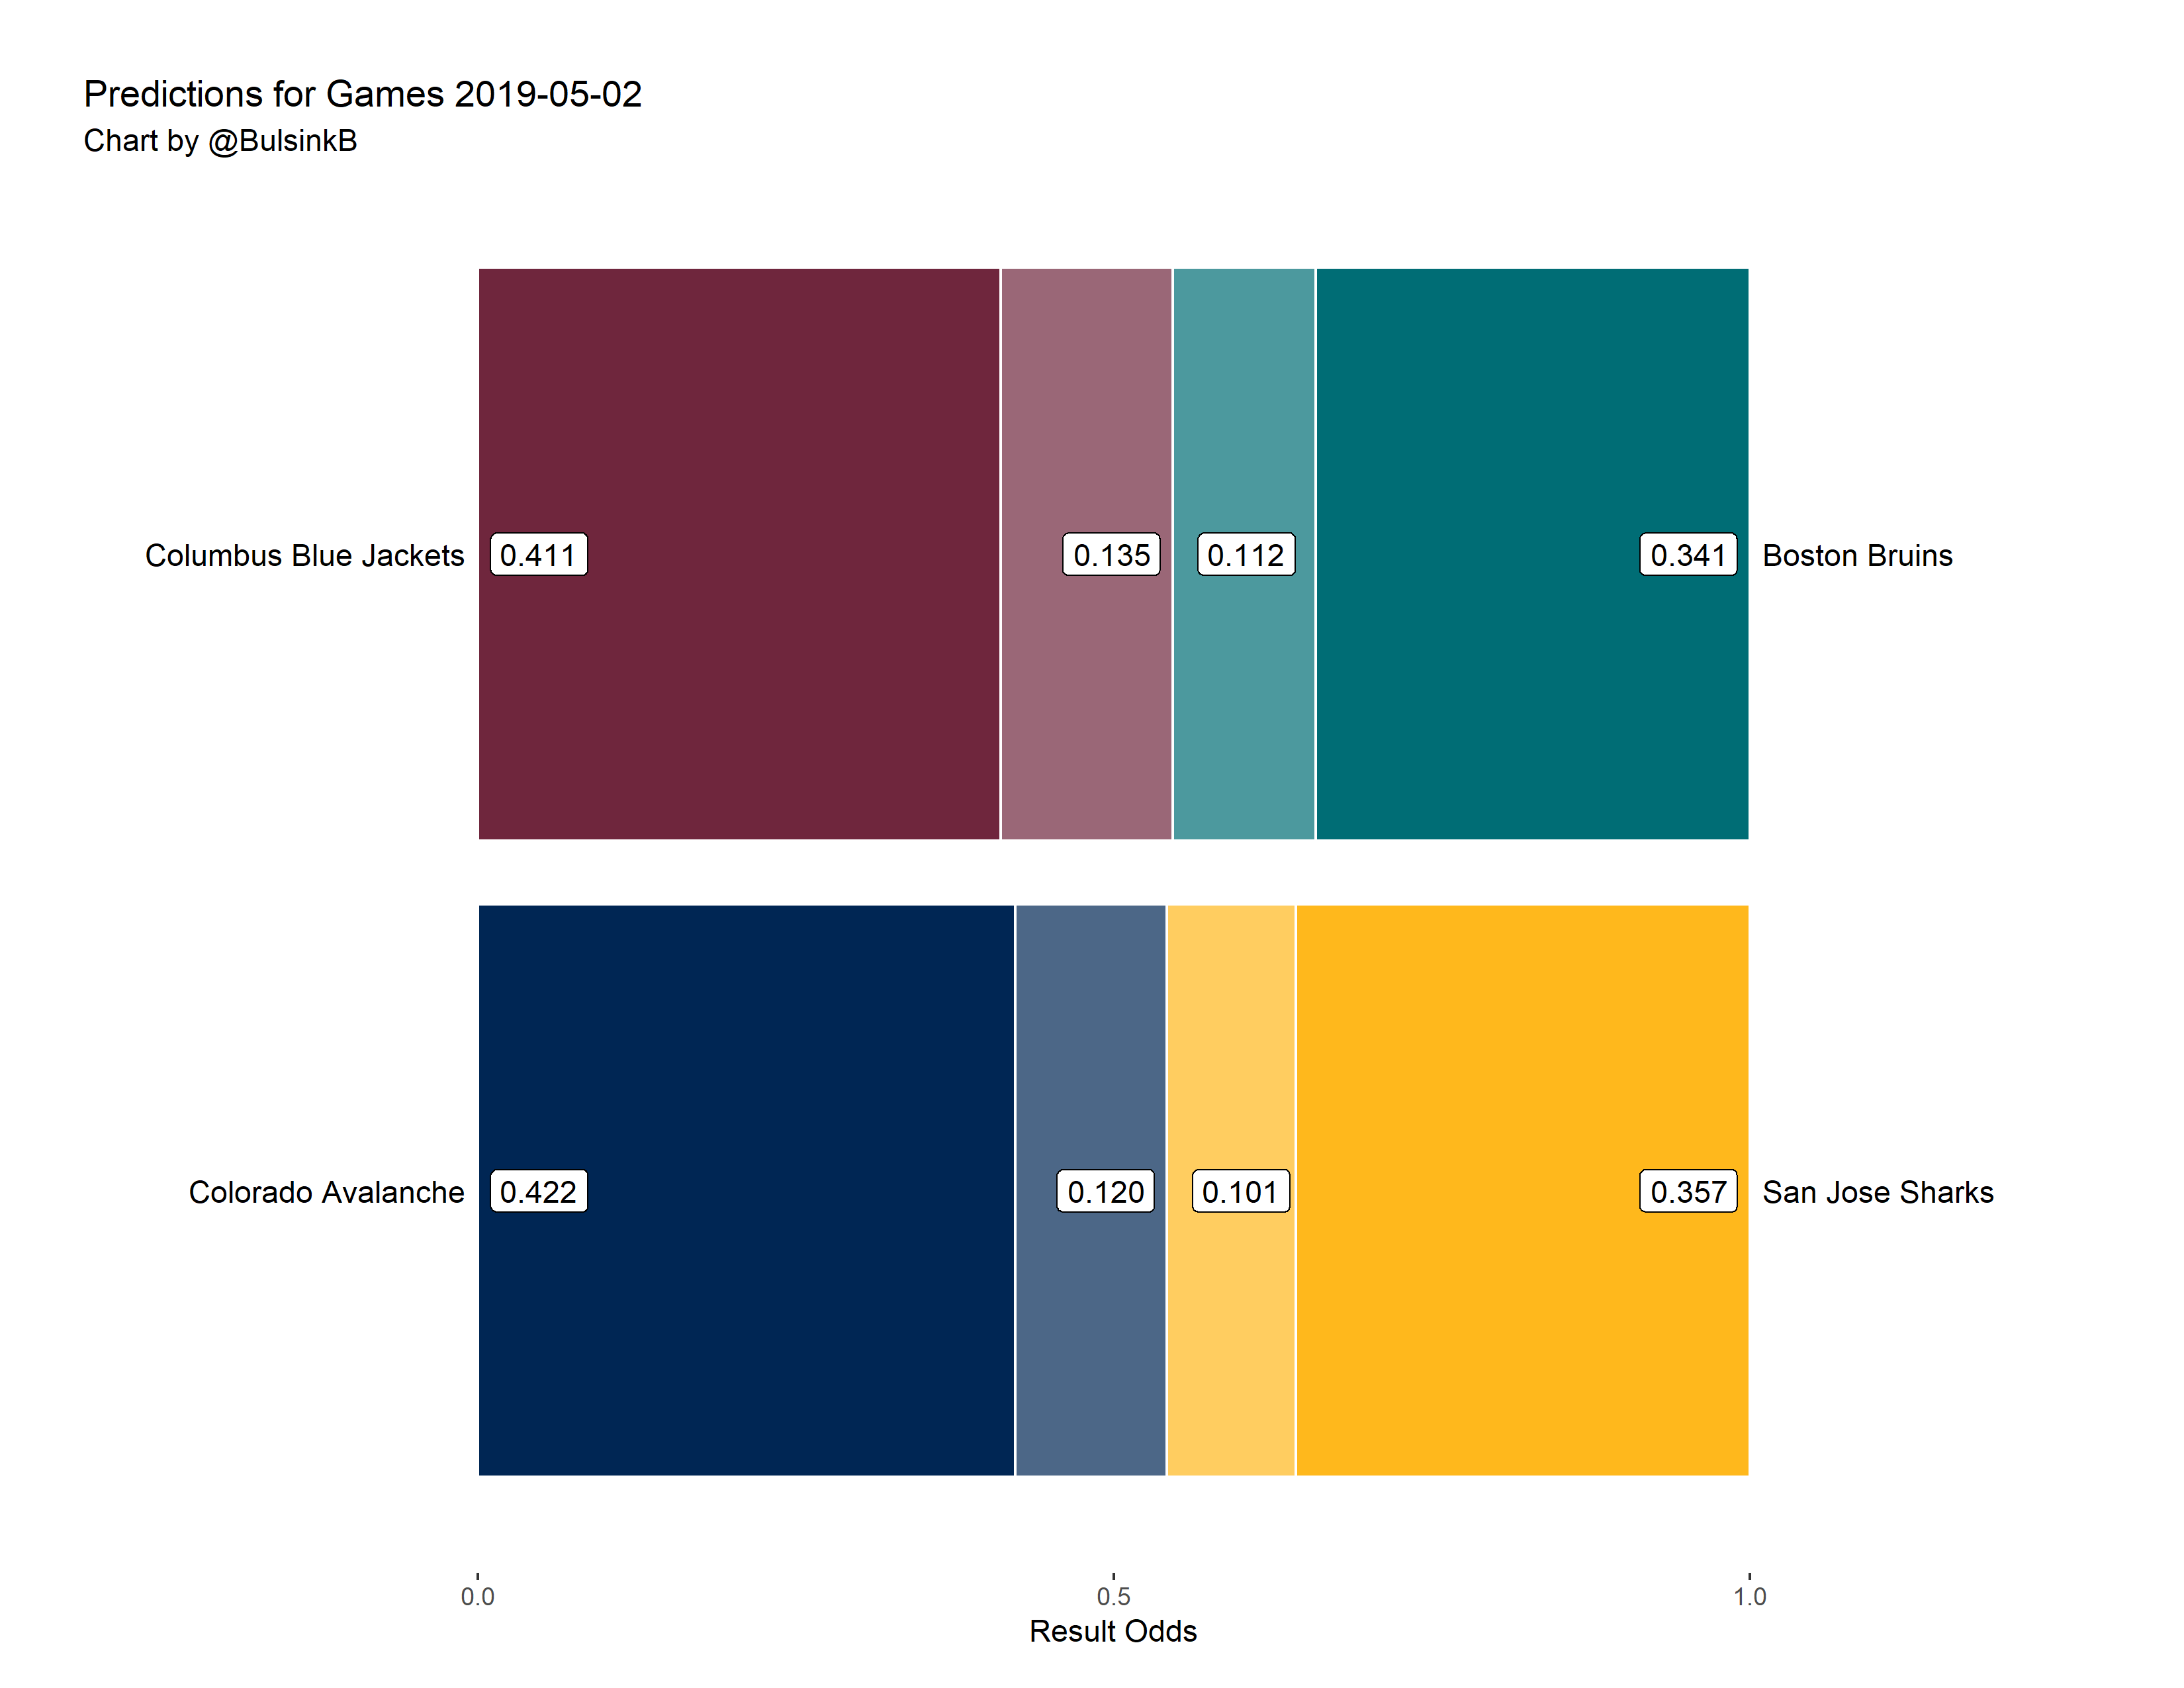 Predictions for Games 2019-05-02
Chart by @BulsinkB
Columbus Blue Jackets 0.411 0.135 0.112 0.341 Boston Bruins
Colorado Avalanche 0.422 0.120 0.101 0.357 San Jose Sharks
0.0 0.5 1.0
Result Odds